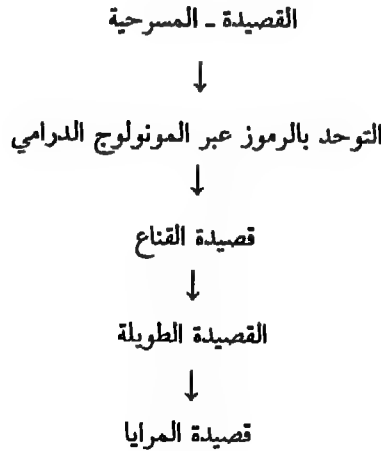 القصيدة ـ المسرحية
↓
التوحد بالرموز عبر المونولوج الدرامي
↓
قصيدة القناع
↓
القصيدة الطويلة
↓
قصيدة المرايا